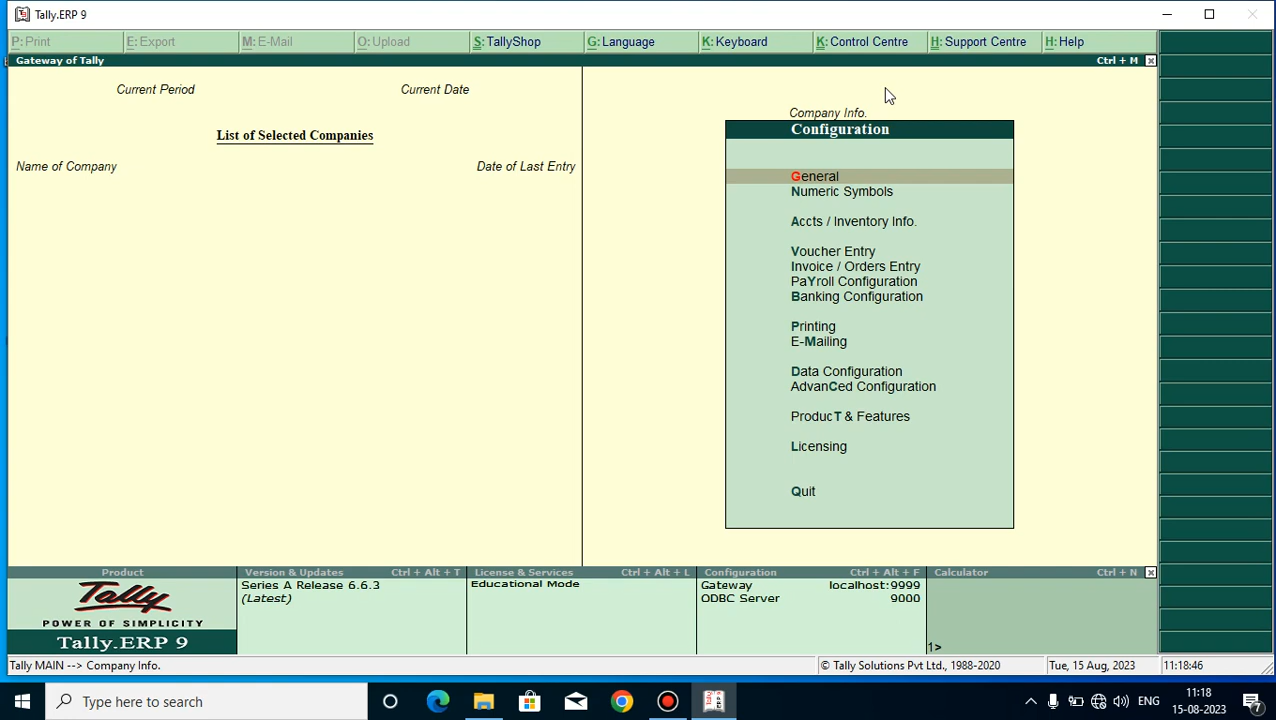 Tally.ERP 9
P: Print
E: Export
M: E-Mail
O: Upload
S: TallyShop
G: Language
K: Keyboard
K: Control Centre
H: Support Centre
H: Help
Gateway of Tally
Ctrl + M
Current Period
Current Date
List of Selected Companies
Name of Company
Date of Last Entry
Company Info.
Configuration
General
Numeric Symbols
Accts / Inventory Info.
Voucher Entry
Invoice / Orders Entry
PaYroll Configuration
Banking Configuration
Printing
E-Mailing
Data Configuration
AdvanCed Configuration
ProducT & Features
Licensing
Quit
Product
Tally
POWER OF SIMPLICITY
Tally.ERP 9
Version & Updates Ctrl + Alt + T
Series A Release 6.6.3
(Latest)
License & Services Ctrl + Alt + L
Educational Mode
Configuration Ctrl + Alt + F
Gateway localhost:9999
ODBC Server 9000
Calculator Ctrl + N
1>
Tally MAIN --> Company Info.
© Tally Solutions Pvt Ltd., 1988-2020
Tue, 15 Aug, 2023
11:18:46
Type here to search
ENG
11:18
15-08-2023
7